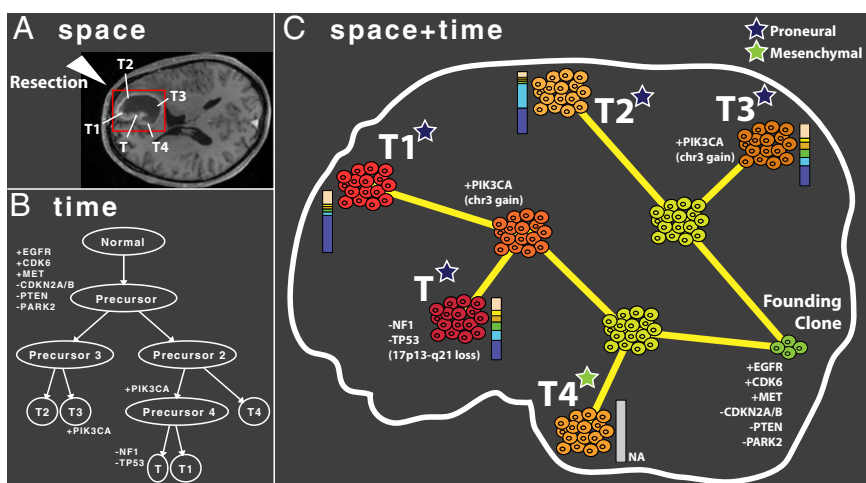 A space
Resection
T2
T3
T1
T
T4
B time
Normal
+EGFR
+CDK6
+MET
-CDKN2A/B
-PTEN
-PARK2
Precursor
Precursor 3
Precursor 2
+PIK3CA
T2
T3
Precursor 4
T4
+PIK3CA
-NF1
-TP53
T
T1
C space+time
Proneural
Mesenchymal
T1
T2
T3
+PIK3CA
(chr3 gain)
+PIK3CA
(chr3 gain)
T
-NF1
-TP53
(17p13-q21 loss)
T4
NA
Founding
Clone
+EGFR
+CDK6
+MET
-CDKN2A/B
-PTEN
-PARK2